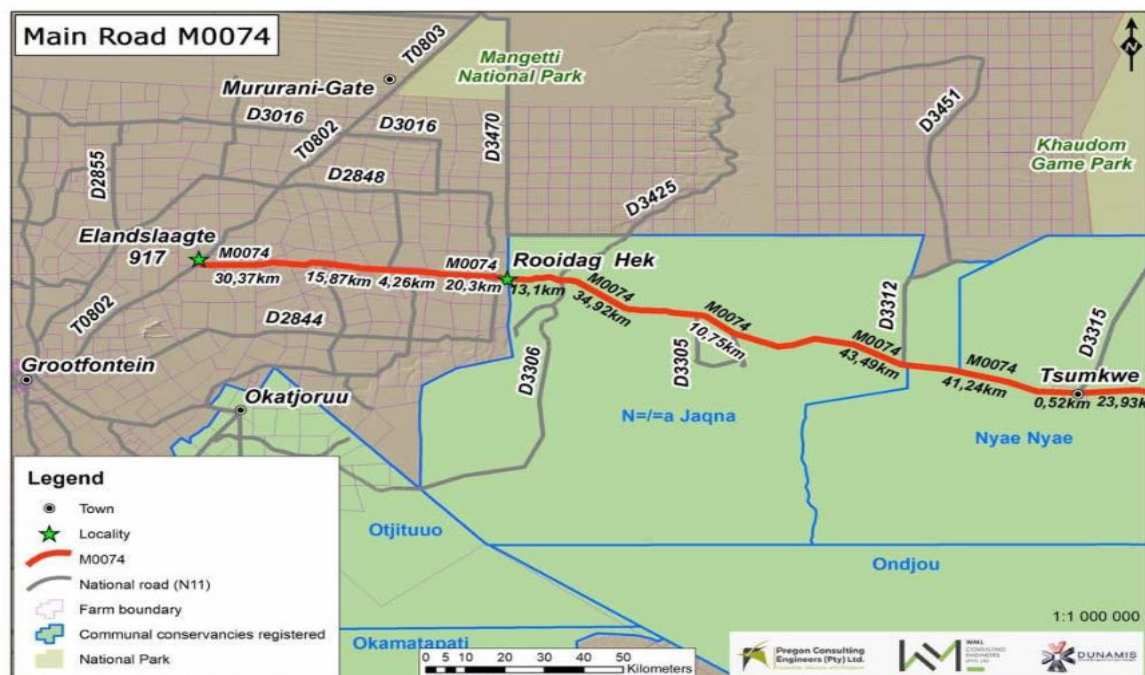 Main Road M0074
T0803
Mangetti
National Park
Mururani-Gate
D3016
D3016
T0802
D3470
D3451
Khaudom
Game Park
D2855
D2848
D3425
Elandslaagte
917
M0074
30,37km
15,87km
4,26km
M0074
20,3km
Rooidag Hek
13,1km
M0074
34,92km
M0074
10,75km
D3305
D3312
M0074
43,49km
M0074
41,24km
D3315
Tsumkwe
0,52km
23,93k
T0802
D2844
D3306
Grootfontein
Okatjoruu
N=/=a Jaqna
Nyae Nyae
Otjituuo
Ondjou
Okamatapati
Legend
Town
Locality
M0074
National road (N11)
Farm boundary
Communal conservancies registered
National Park
0 5 10 20 30 40 50
Kilometers
1:1 000 000
N
Pregon Consulting
Engineers (Pty) Ltd.
CONSULTING
ENGINEERS
DUNAMIS